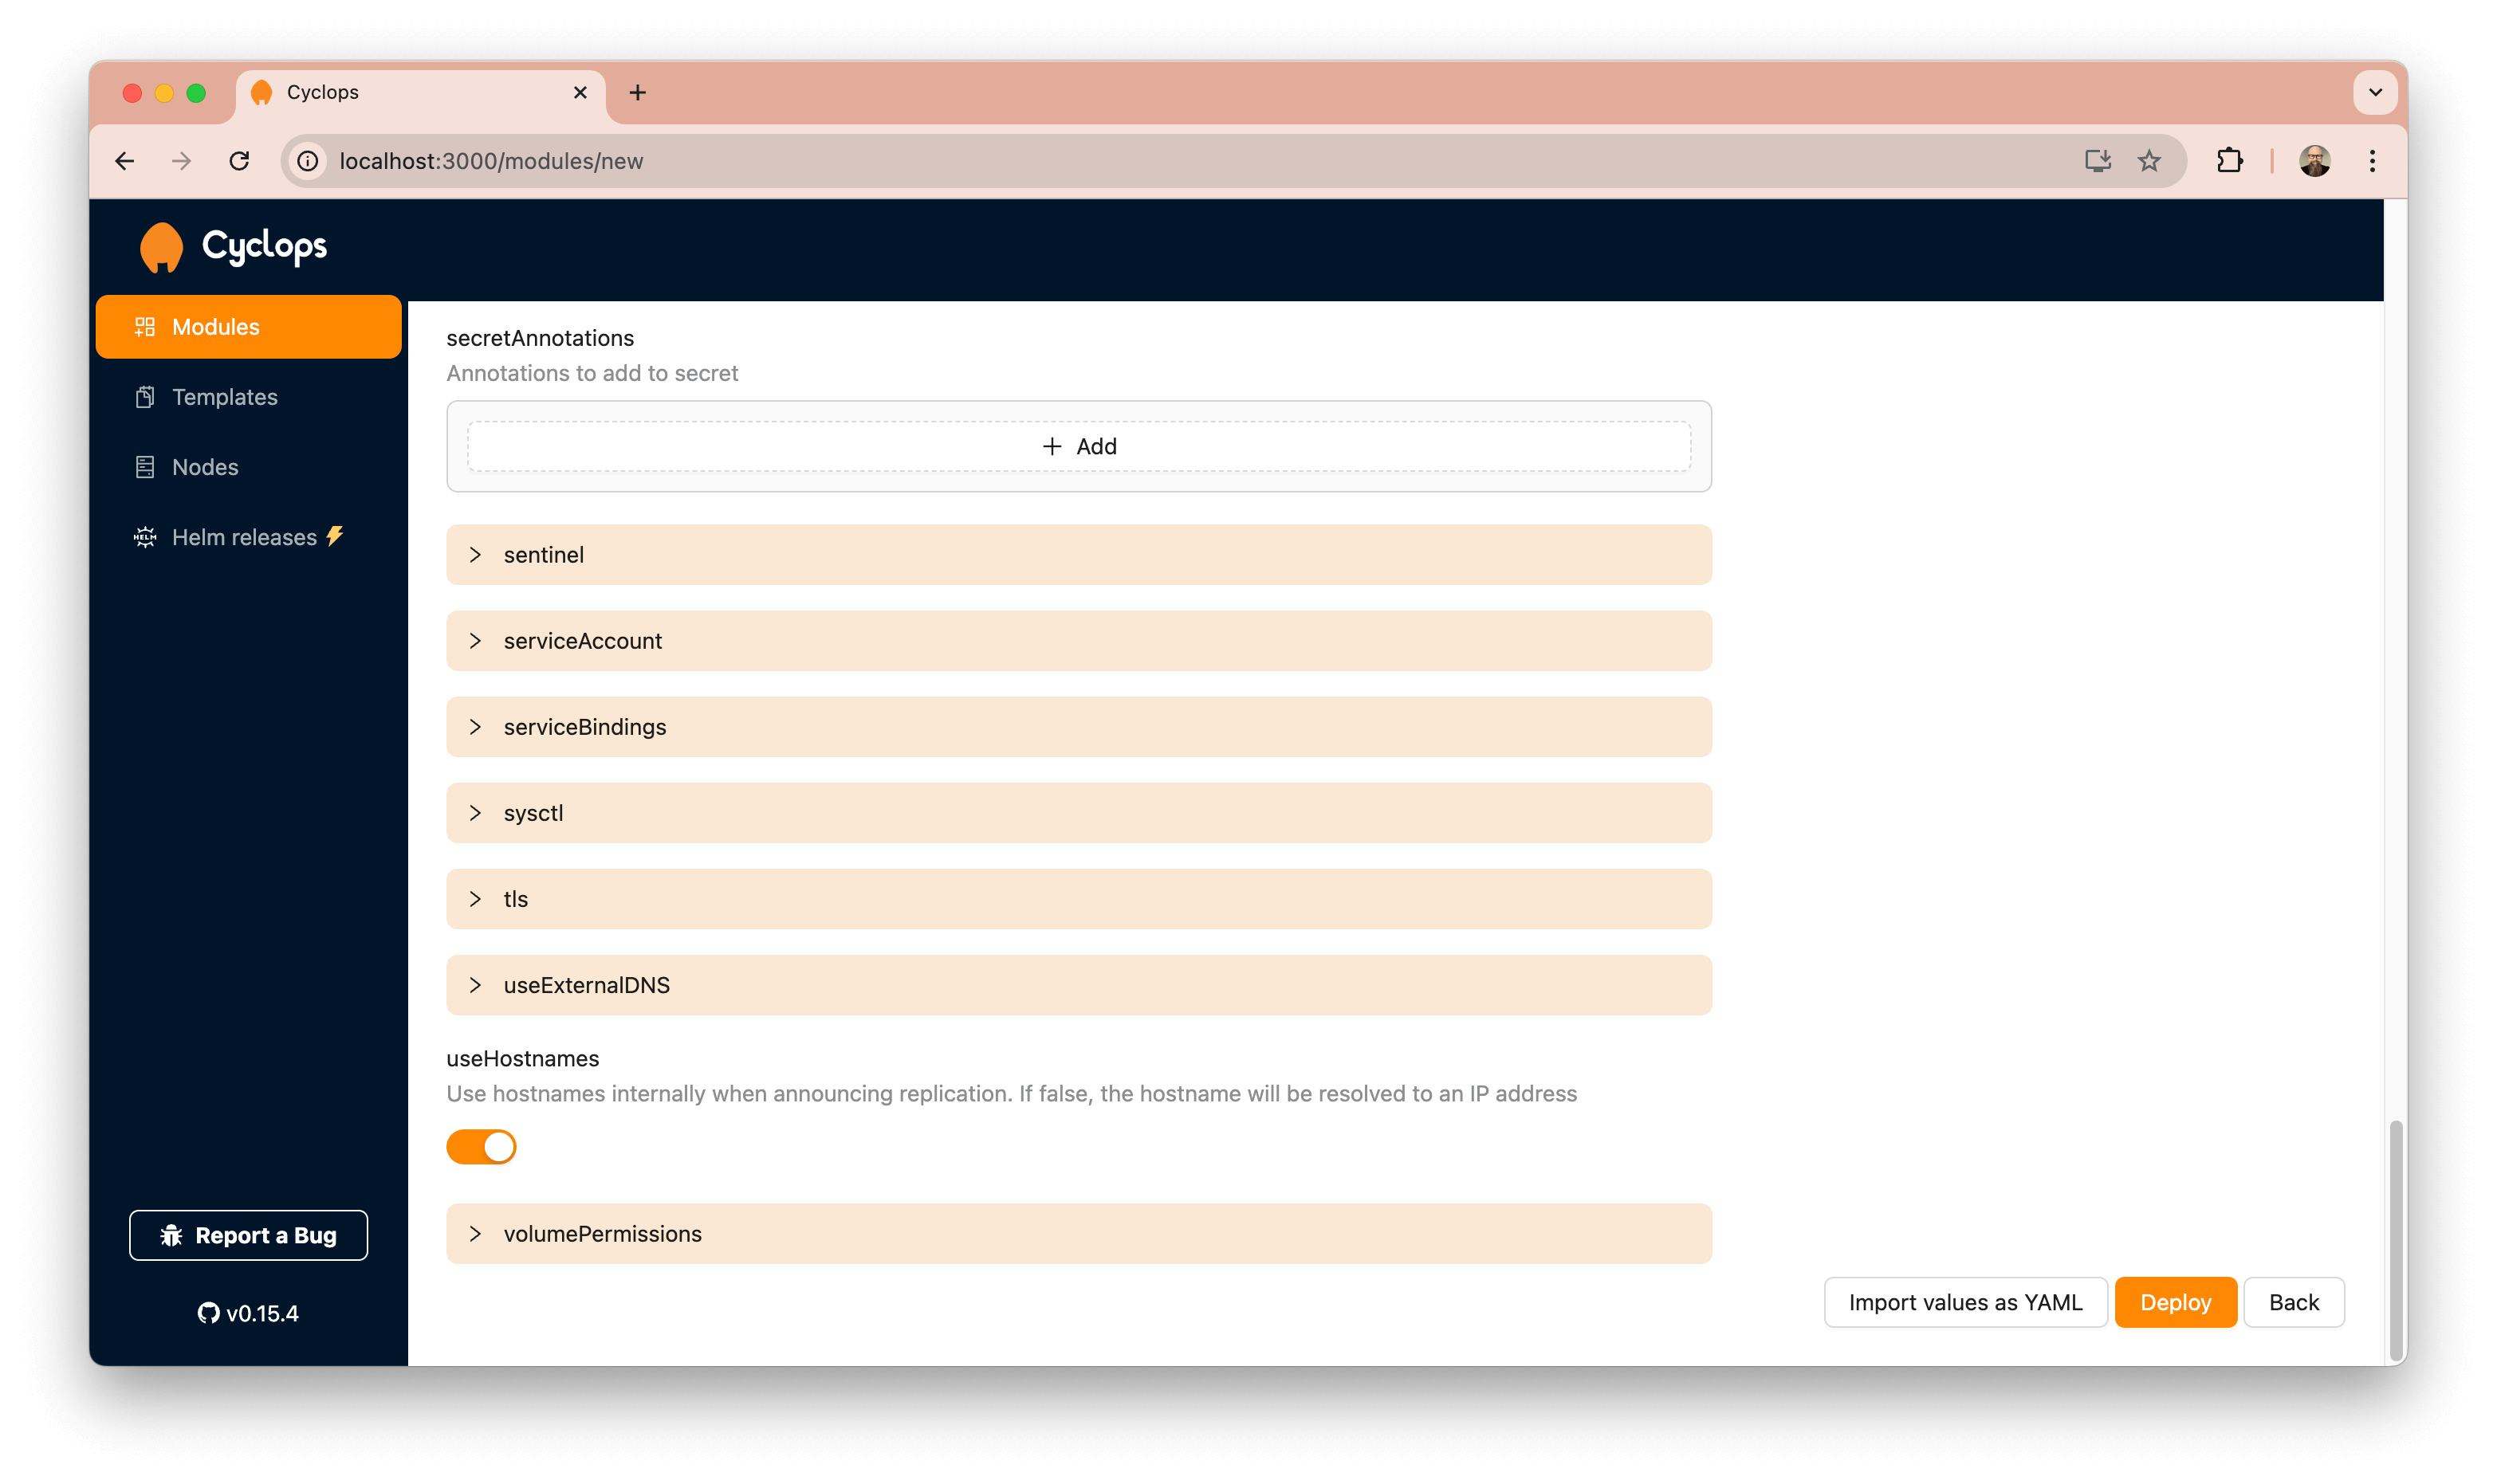 Cyclops
localhost:3000/modules/new
Cyclops
Modules
Templates
Nodes
HELM Helm releases
Report a Bug
v0.15.4
secretAnnotations
Annotations to add to secret
Add
sentinel
serviceAccount
serviceBindings
sysctl
tls
useExternalDNS
useHostnames
Use hostnames internally when announcing replication. If false, the hostname will be resolved to an IP address
volumePermissions
Import values as YAML
Deploy
Back